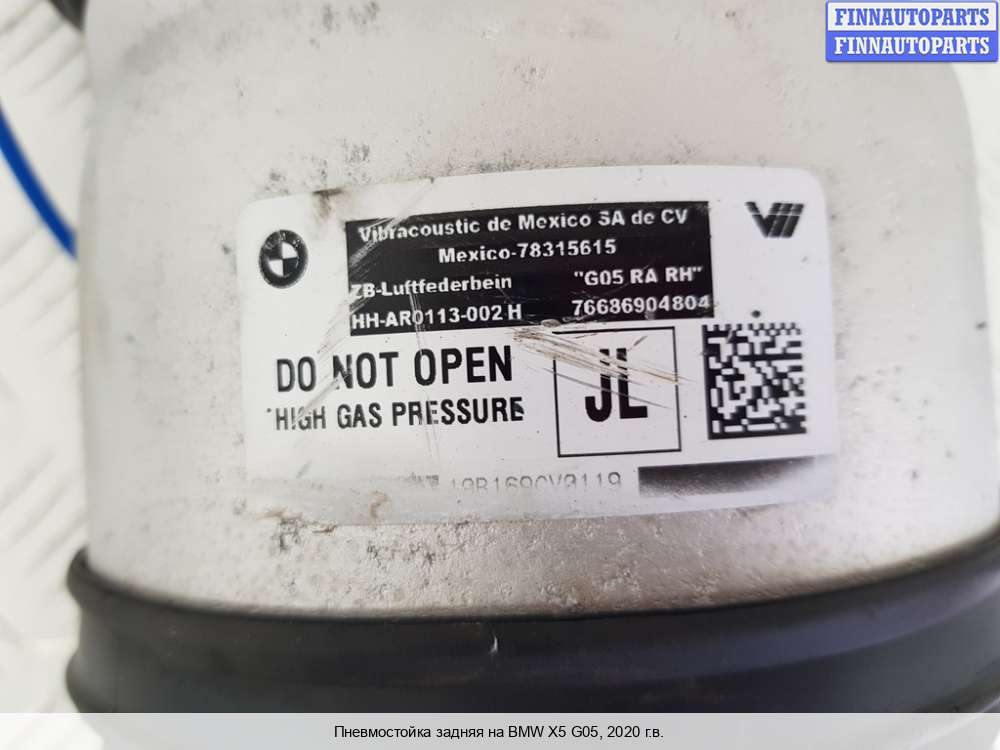 FINNAUTOPARTS
FINNAUTOPARTS
Vibracoustic de Mexico SA de CV
Mexico-78315615
ZB-Luftfederbein "G05 RA RH"
HH-AR0113-002 H 76686904804
DO NOT OPEN
HIGH GAS PRESSURE
JL
Пневмостойка задняя на BMW X5 G05, 2020 г.в.